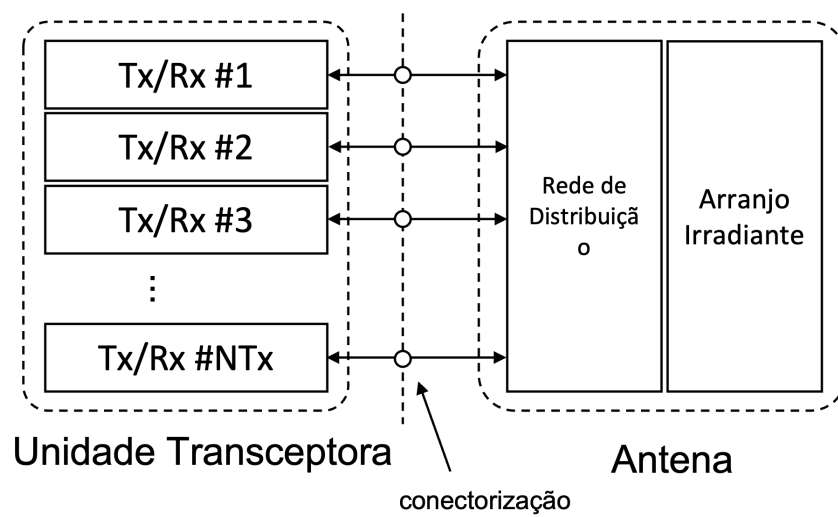 Tx/Rx #1
Tx/Rx #2
Tx/Rx #3
⋮
Tx/Rx #NTx
Rede de
Distribuiçã
o
Arranjo
Irradiante
Unidade Transceptora
Antena
conectorização